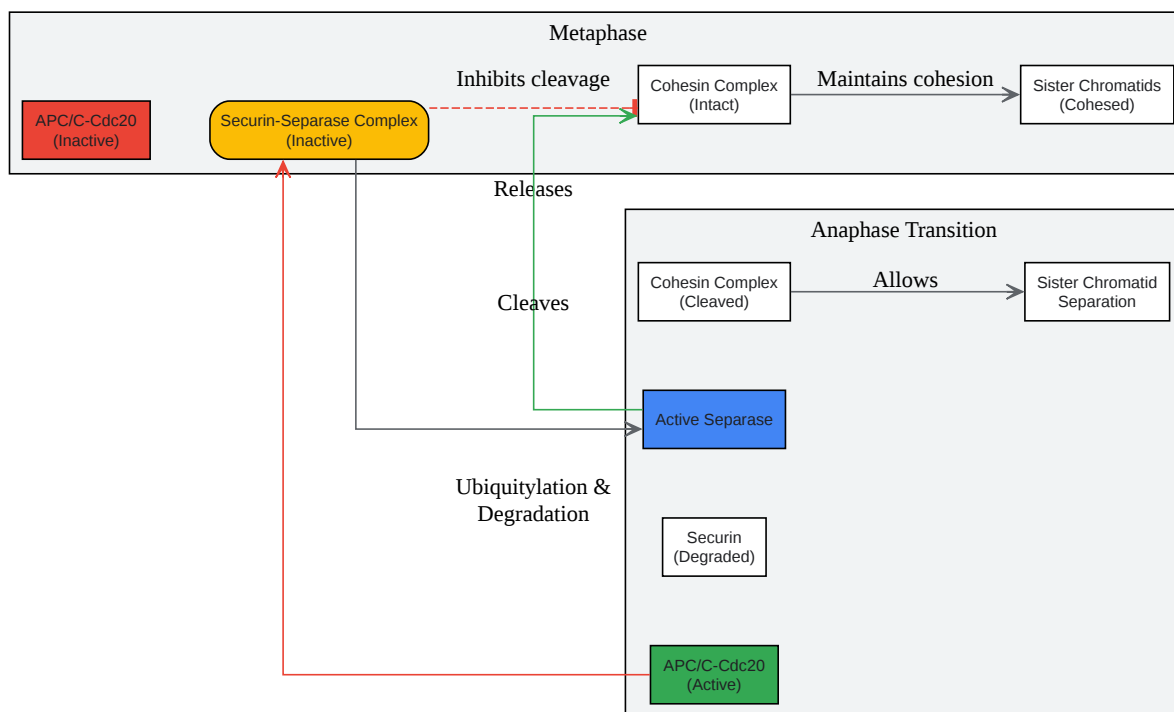 Metaphase
Inhibits cleavage
Cohesin Complex
(Intact)
Maintains cohesion
Sister Chromatids
(Cohesed)
APC/C-Cdc20
(Inactive)
Securin-Separase Complex
(Inactive)
Releases
Anaphase Transition
Cohesin Complex
(Cleaved)
Allows
Sister Chromatid
Separation
Cleaves
Active Separase
Ubiquitylation &
Degradation
Securin
(Degraded)
APC/C-Cdc20
(Active)